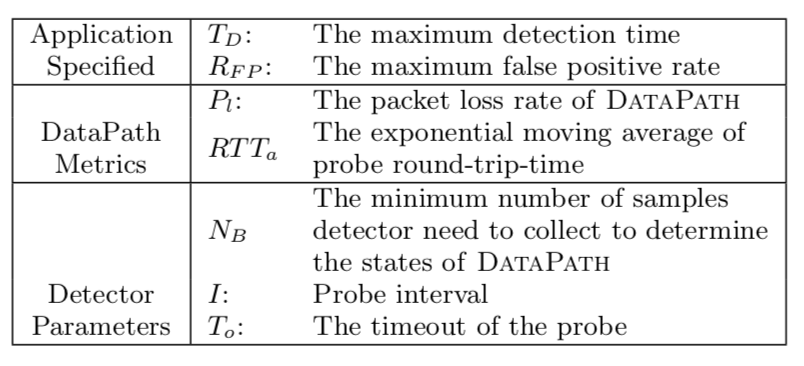 Application Specified
T_D: The maximum detection time
R_{FP}: The maximum false positive rate
DataPath Metrics
P_l: The packet loss rate of DATAPATH
RTT_a The exponential moving average of
probe round-trip-time
Detector Parameters
N_B The minimum number of samples
detector need to collect to determine
the states of DATAPATH
I: Probe interval
T_o: The timeout of the probe